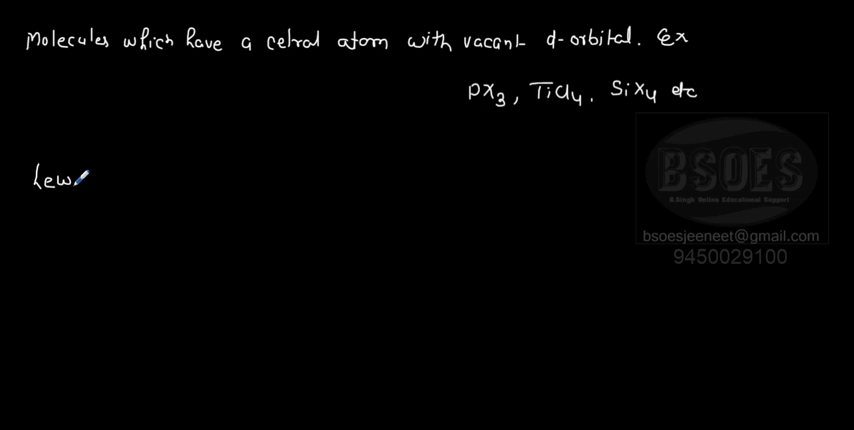 Molecules which have a cetral atom with vacant d-orbital. Ex
PX3, TiCl4, SiX4 etc
Lew
BSOES
B.Singh Online Educational Support
bsoesjeeneet@gmail.com
9450029100